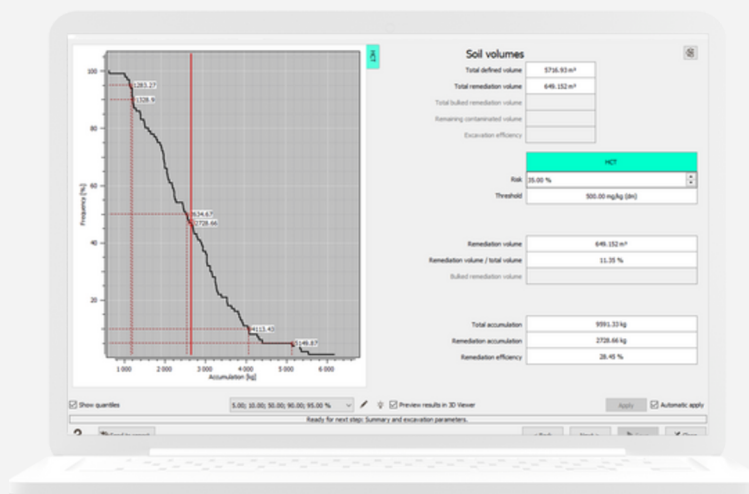 Soil volumes
Total defined volume 5716.93 m³
Total remediation volume 649.152 m³
Total bulked remediation volume
Remaining contaminated volume
Excavation efficiency
HCT
Risk 35.00 %
Threshold 500.00 mg/kg (dm)
Remediation volume 649.152 m³
Remediation volume / total volume 11.35 %
Bulked remediation volume
Total accumulation 9591.33 kg
Remediation accumulation 2728.66 kg
Remediation efficiency 28.45 %
HCT
Frequency [%]
100
80
60
40
20
1328.9
2728.66
4113.43
5149.87
1 000 2 000 3 000 4 000 5 000 6 000
Accumulation [kg]
Show quantiles 5.00; 10.00; 50.00; 90.00; 95.00 % Preview results in 3D Viewer Apply Automatic apply
Ready for next step: Summary and excavation parameters.